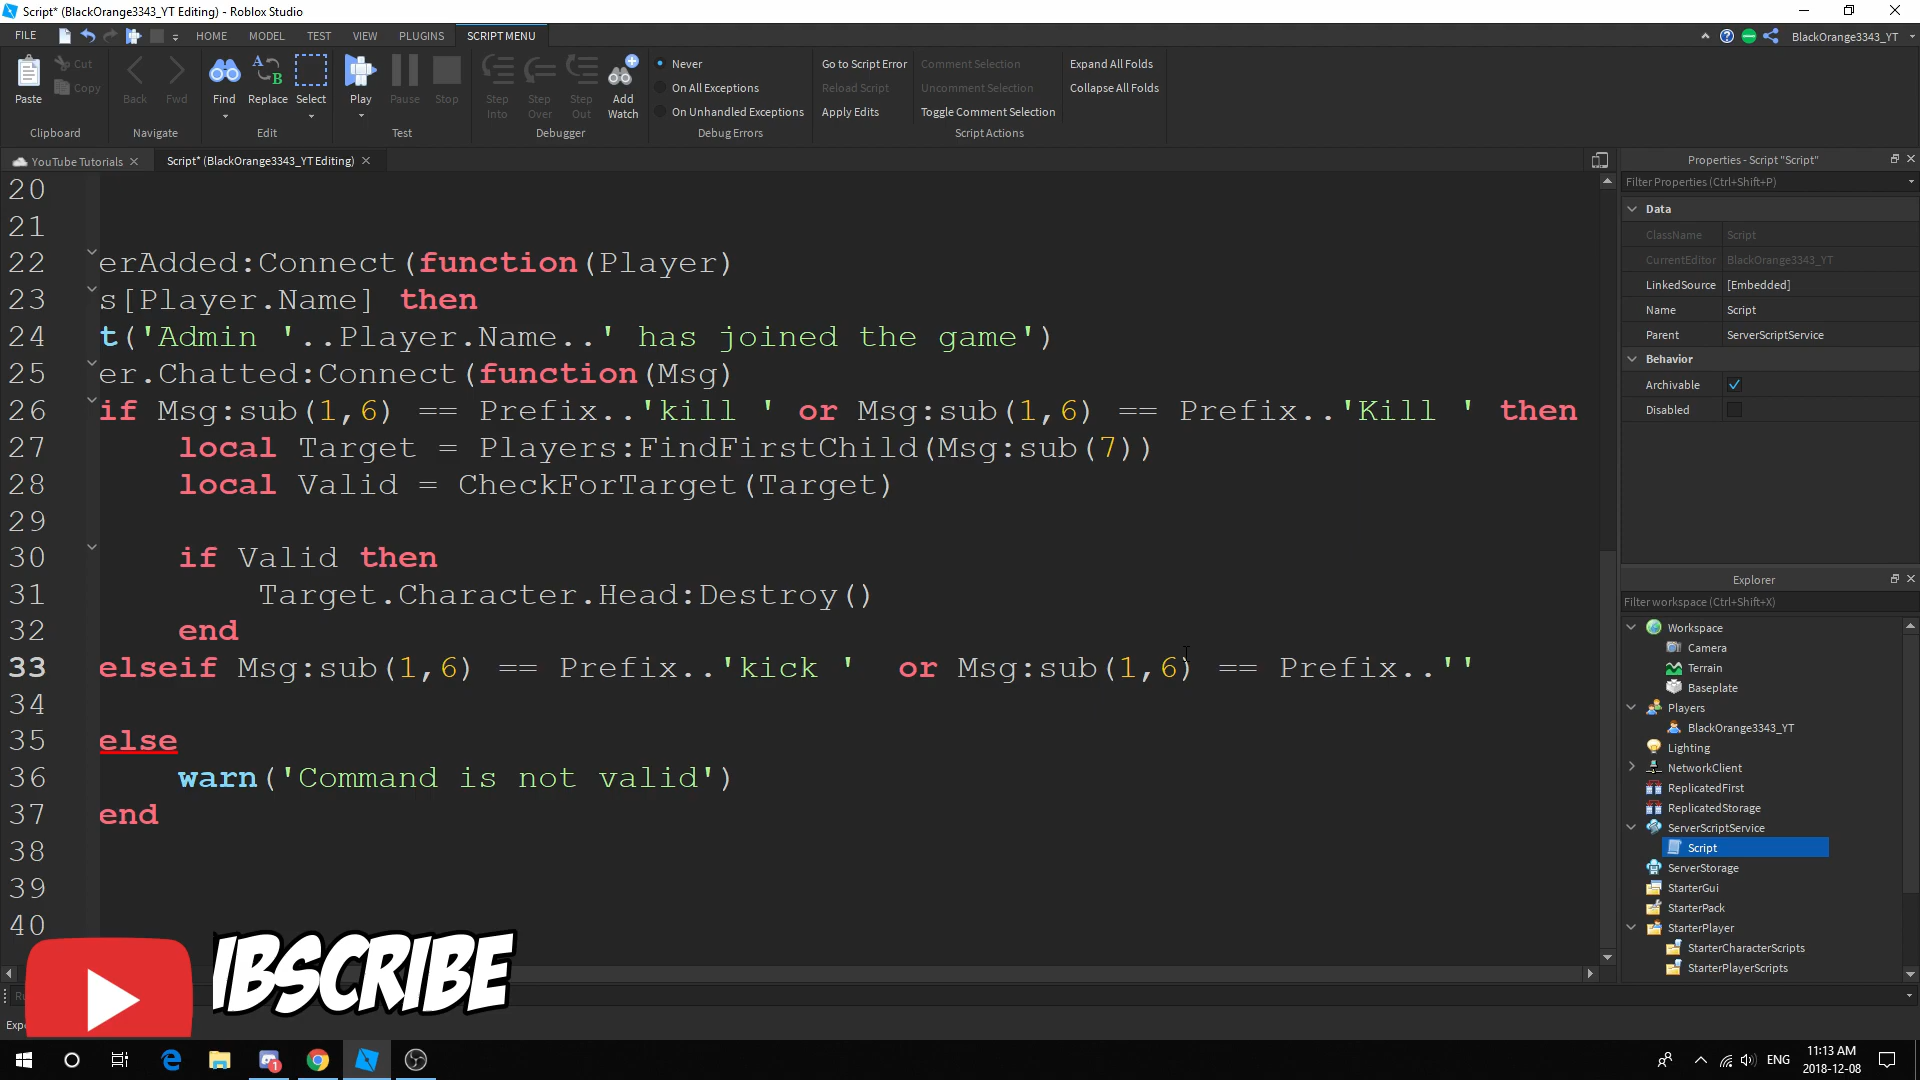 Script* (BlackOrange3343_YT Editing) - Roblox Studio
FILE HOME MODEL TEST VIEW PLUGINS SCRIPT MENU BlackOrange3343_YT
Paste Cut Copy Back Fwd Find Replace Select Play Pause Stop Step Into Step Over Step Out Add Watch
Never
On All Exceptions
On Unhandled Exceptions
Go to Script Error
Reload Script
Apply Edits
Comment Selection
Uncomment Selection
Toggle Comment Selection
Expand All Folds
Collapse All Folds
Clipboard Navigate Edit Test Debugger Debug Errors Script Actions
YouTube Tutorials Script* (BlackOrange3343_YT Editing)
20
21
22 erAdded:Connect(function(Player)
23 s[Player.Name] then
24 t('Admin '..Player.Name..' has joined the game')
25 er.Chatted:Connect(function(Msg)
26 if Msg:sub(1,6) == Prefix..'kill ' or Msg:sub(1,6) == Prefix..'Kill ' then
27 local Target = Players:FindFirstChild(Msg:sub(7))
28 local Valid = CheckForTarget(Target)
29
30 if Valid then
31 Target.Character.Head:Destroy()
32 end
33 elseif Msg:sub(1,6) == Prefix..'kick '  or Msg:sub(1,6) == Prefix..''
34
35 else
36 warn('Command is not valid')
37 end
38
39
40
IBSCRIBE
Properties - Script "Script"
Filter Properties (Ctrl+Shift+P)
Data
ClassName Script
CurrentEditor BlackOrange3343_YT
LinkedSource [Embedded]
Name Script
Parent ServerScriptService
Behavior
Archivable
Disabled
Explorer
Filter workspace (Ctrl+Shift+X)
Workspace
Camera
Terrain
Baseplate
Players
BlackOrange3343_YT
Lighting
NetworkClient
ReplicatedFirst
ReplicatedStorage
ServerScriptService
Script
ServerStorage
StarterGui
StarterPack
StarterPlayer
StarterCharacterScripts
StarterPlayerScripts
ENG
11:13 AM
2018-12-08